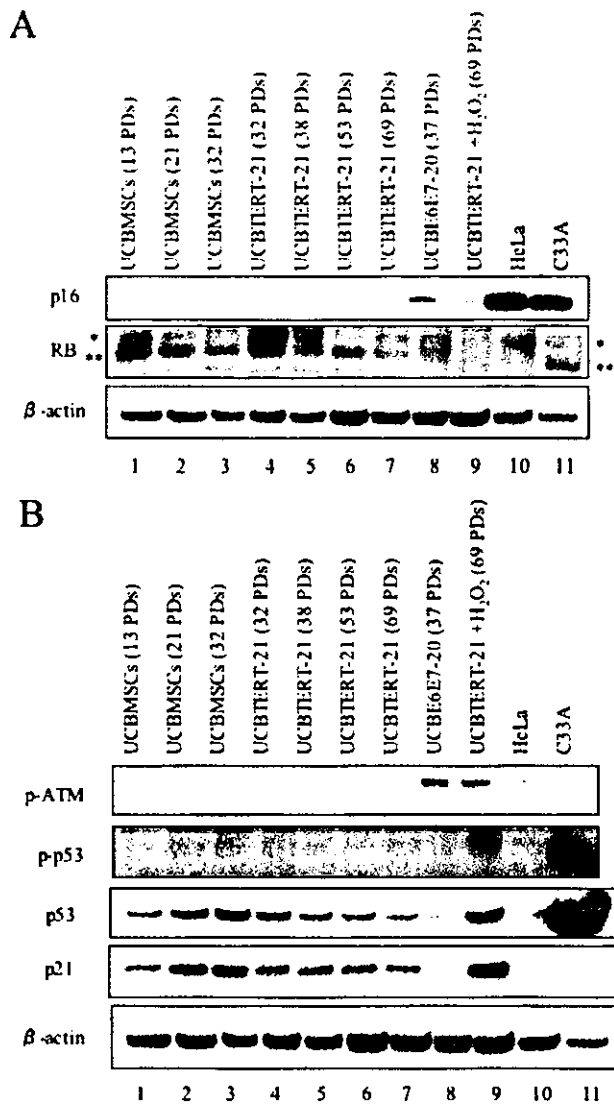 A
UCBMSCs (13 PDs)
UCBMSCs (21 PDs)
UCBMSCs (32 PDs)
UCBTERT-21 (32 PDs)
UCBTERT-21 (38 PDs)
UCBTERT-21 (53 PDs)
UCBTERT-21 (69 PDs)
UCBE6E7-20 (37 PDs)
UCBTERT-21 +H₂O₂ (69 PDs)
HeLa
C33A
p16
*
RB
**
*
**
β-actin
1 2 3 4 5 6 7 8 9 10 11
B
UCBMSCs (13 PDs)
UCBMSCs (21 PDs)
UCBMSCs (32 PDs)
UCBTERT-21 (32 PDs)
UCBTERT-21 (38 PDs)
UCBTERT-21 (53 PDs)
UCBTERT-21 (69 PDs)
UCBE6E7-20 (37 PDs)
UCBTERT-21 +H₂O₂ (69 PDs)
HeLa
C33A
p-ATM
p-p53
p53
p21
β-actin
1 2 3 4 5 6 7 8 9 10 11